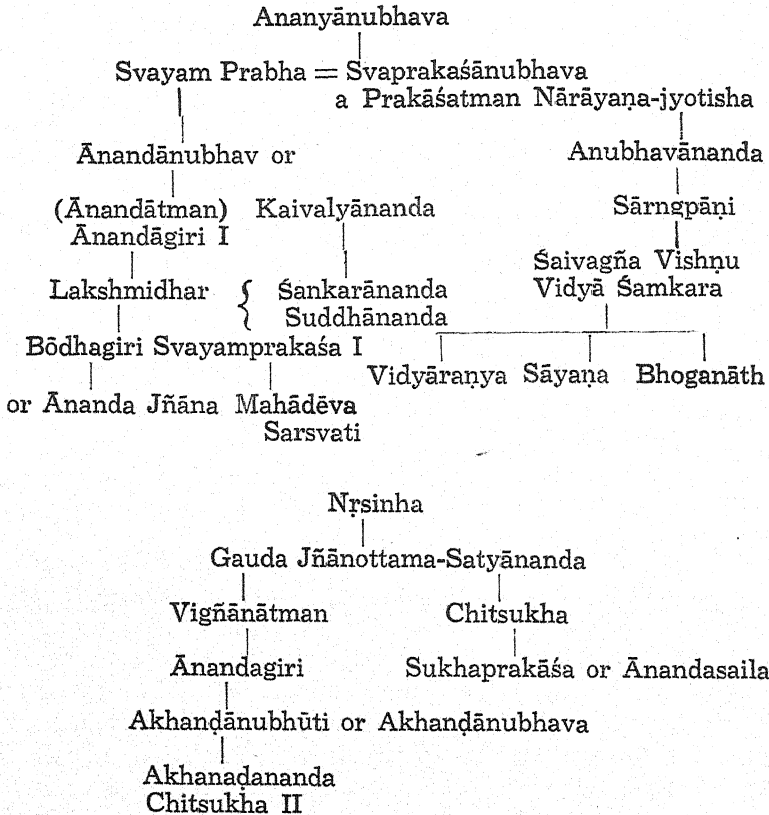 Ananyānubhava
Svayam Prabha = Svaprakaśānubhava
a Prakāśatman Nārāyaṇa-jyotisha
Ānandānubhav or Anubhavānanda
(Ānandātman) Kaivalyānanda Sārngpāṇi
Ānandāgiri I
Śaivagña Vishṇu
Lakshmidhar { Śankarānanda Vidyā Śamkara
Suddhānanda
Bōdhagiri Svayamprakaśa I
Vidyāraṇya Sāyaṇa Bhoganāth
or Ānanda Jñāna Mahādēva
Sarsvati
Nṛsinha
Gauda Jñānottama-Satyānanda
Vigñānātman Chitsukha
Ānandagiri Sukhaprakāśa or Ānandasaila
Akhanḍānubhūti or Akhanḍānubhava
Akhanaḍananda
Chitsukha II